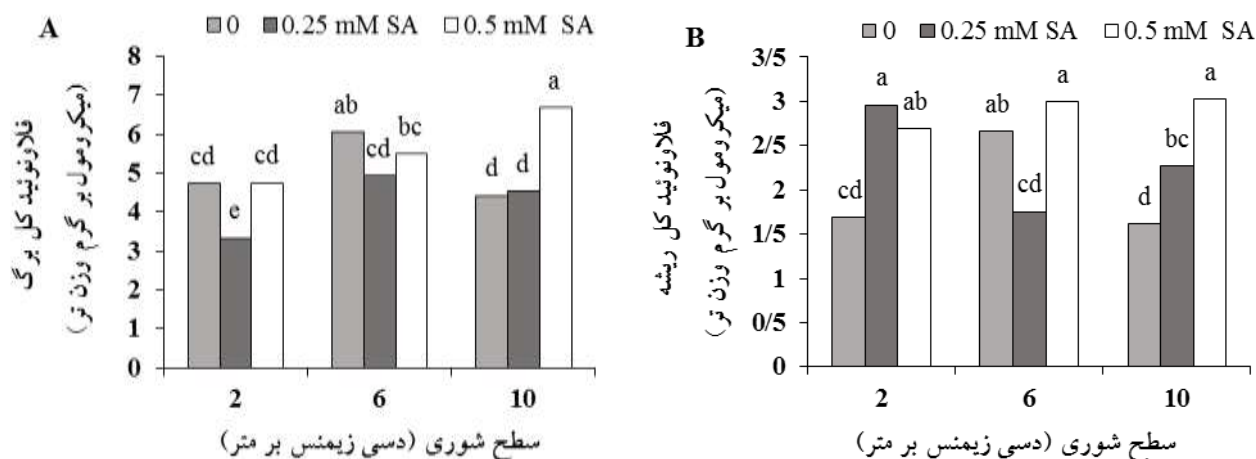 A
0 0.25 mM SA 0.5 mM SA
8
7
6
5
4
3
2
1
0
cd
e
cd
ab
cd
bc
d
d
a
2 6 10
سطح شوری (دسی زیمنس بر متر)
فلاونوئید کل برگ
(میکرومول بر گرم وزن تر)
B
0 0.25 mM SA 0.5 mM SA
3/5
3
2/5
2
1/5
1
0/5
0
cd
a
ab
ab
cd
a
d
bc
a
2 6 10
سطح شوری (دسی زیمنس بر متر)
فلاونوئید کل ریشه
(میکرومول بر گرم وزن تر)